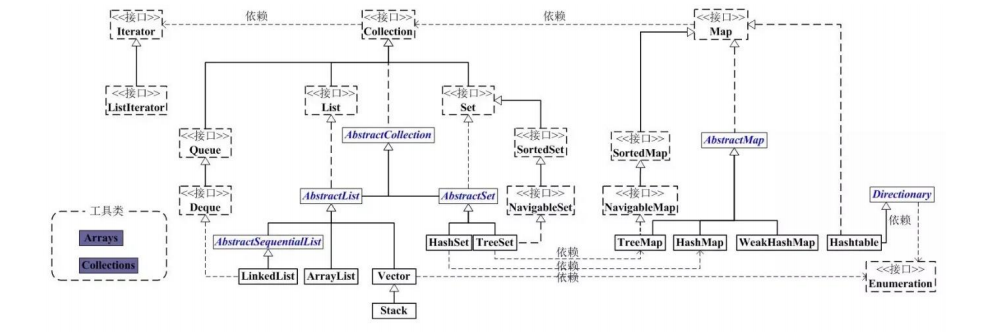 <<接口>>
Iterator
依赖
<<接口>>
Collection
依赖
<<接口>>
Map
<<接口>>
ListIterator
<<接口>>
List
<<接口>>
Set
<<接口>>
Queue
AbstractCollection
<<接口>>
SortedSet
<<接口>>
SortedMap
AbstractMap
<<接口>>
Deque
AbstractList
AbstractSet
<<接口>>
NavigableSet
<<接口>>
NavigableMap
Directionary
依赖
工具类
Arrays
Collections
AbstractSequentialList
HashSet
TreeSet
TreeMap
HashMap
WeakHashMap
Hashtable
依赖
依赖
依赖
LinkedList
ArrayList
Vector
<<接口>>
Enumeration
Stack